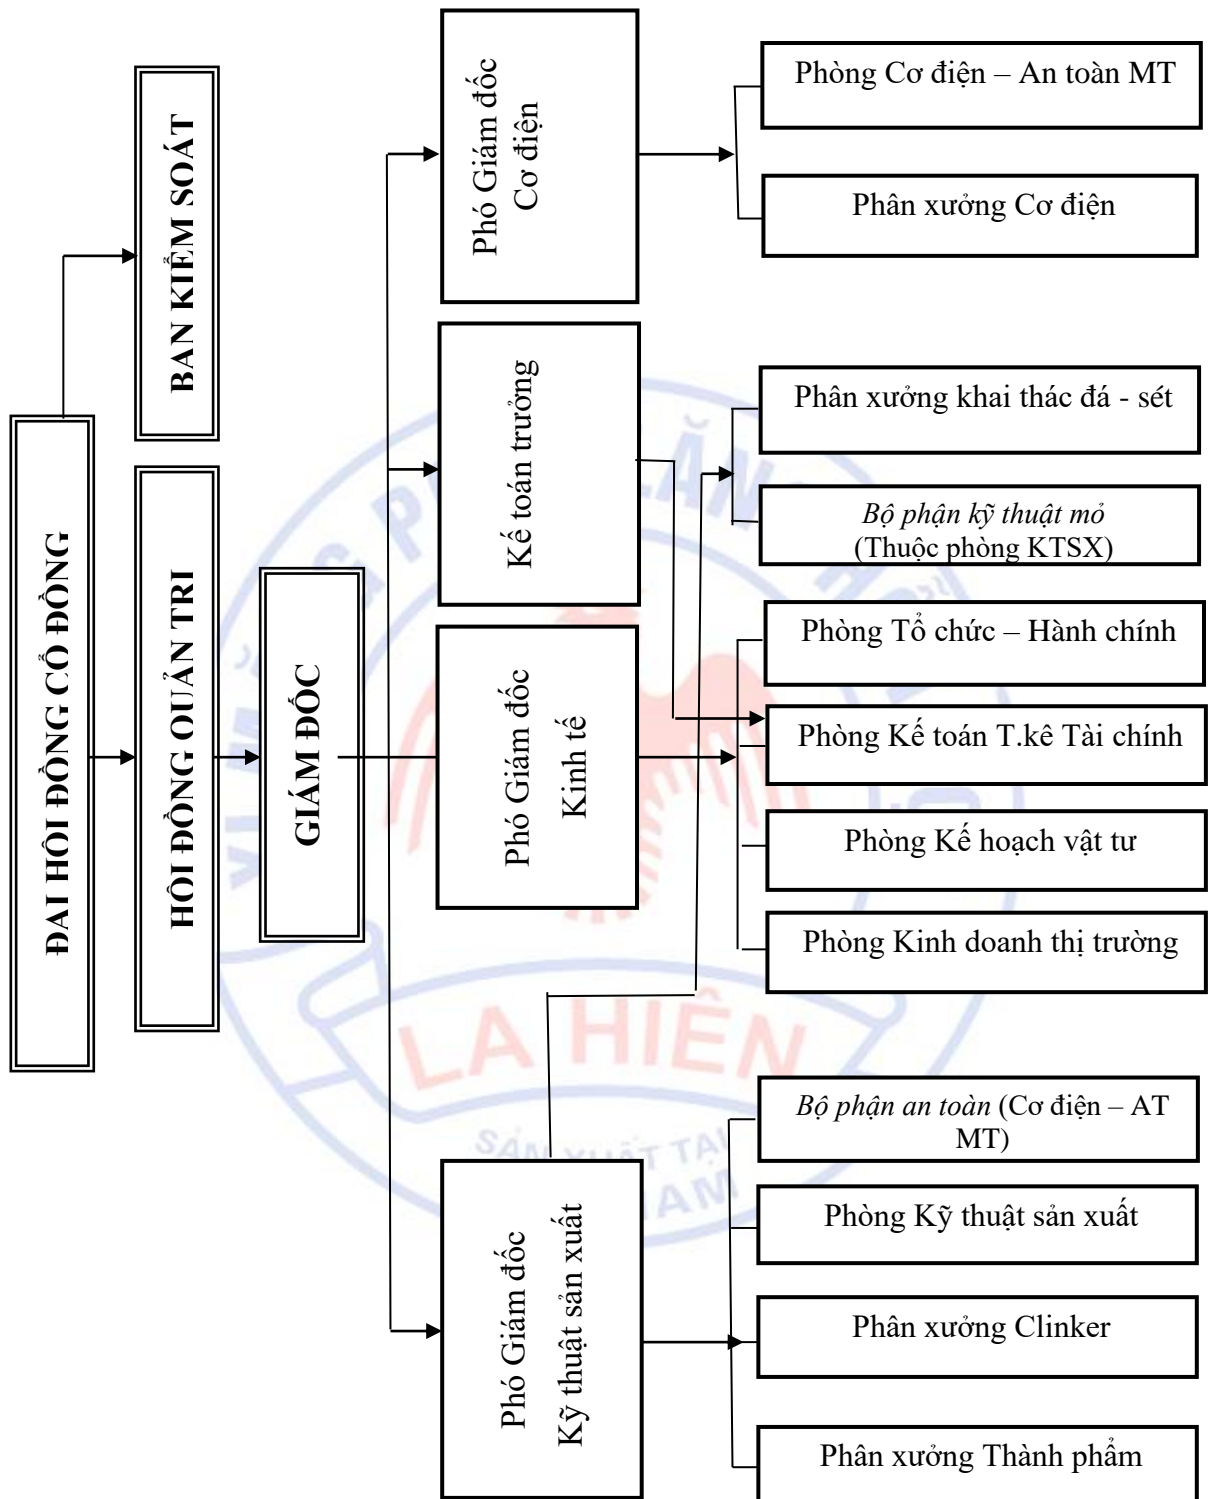 ĐẠI HỘI ĐỒNG CỔ ĐÔNG
BAN KIỂM SOÁT
HỘI ĐỒNG QUẢN TRỊ
GIÁM ĐỐC
Phó Giám đốc
Cơ điện
Kế toán trưởng
Phó Giám đốc
Kinh tế
Phó Giám đốc
Kỹ thuật sản xuất
Phòng Cơ điện – An toàn MT
Phân xưởng Cơ điện
Phân xưởng khai thác đá - sét
Bộ phận kỹ thuật mỏ
(Thuộc phòng KTSX)
Phòng Tổ chức – Hành chính
Phòng Kế toán T.kê Tài chính
Phòng Kế hoạch vật tư
Phòng Kinh doanh thị trường
Bộ phận an toàn (Cơ điện – AT
MT)
Phòng Kỹ thuật sản xuất
Phân xưởng Clinker
Phân xưởng Thành phẩm
LA HIÊN
SẢN XUẤT TẠI